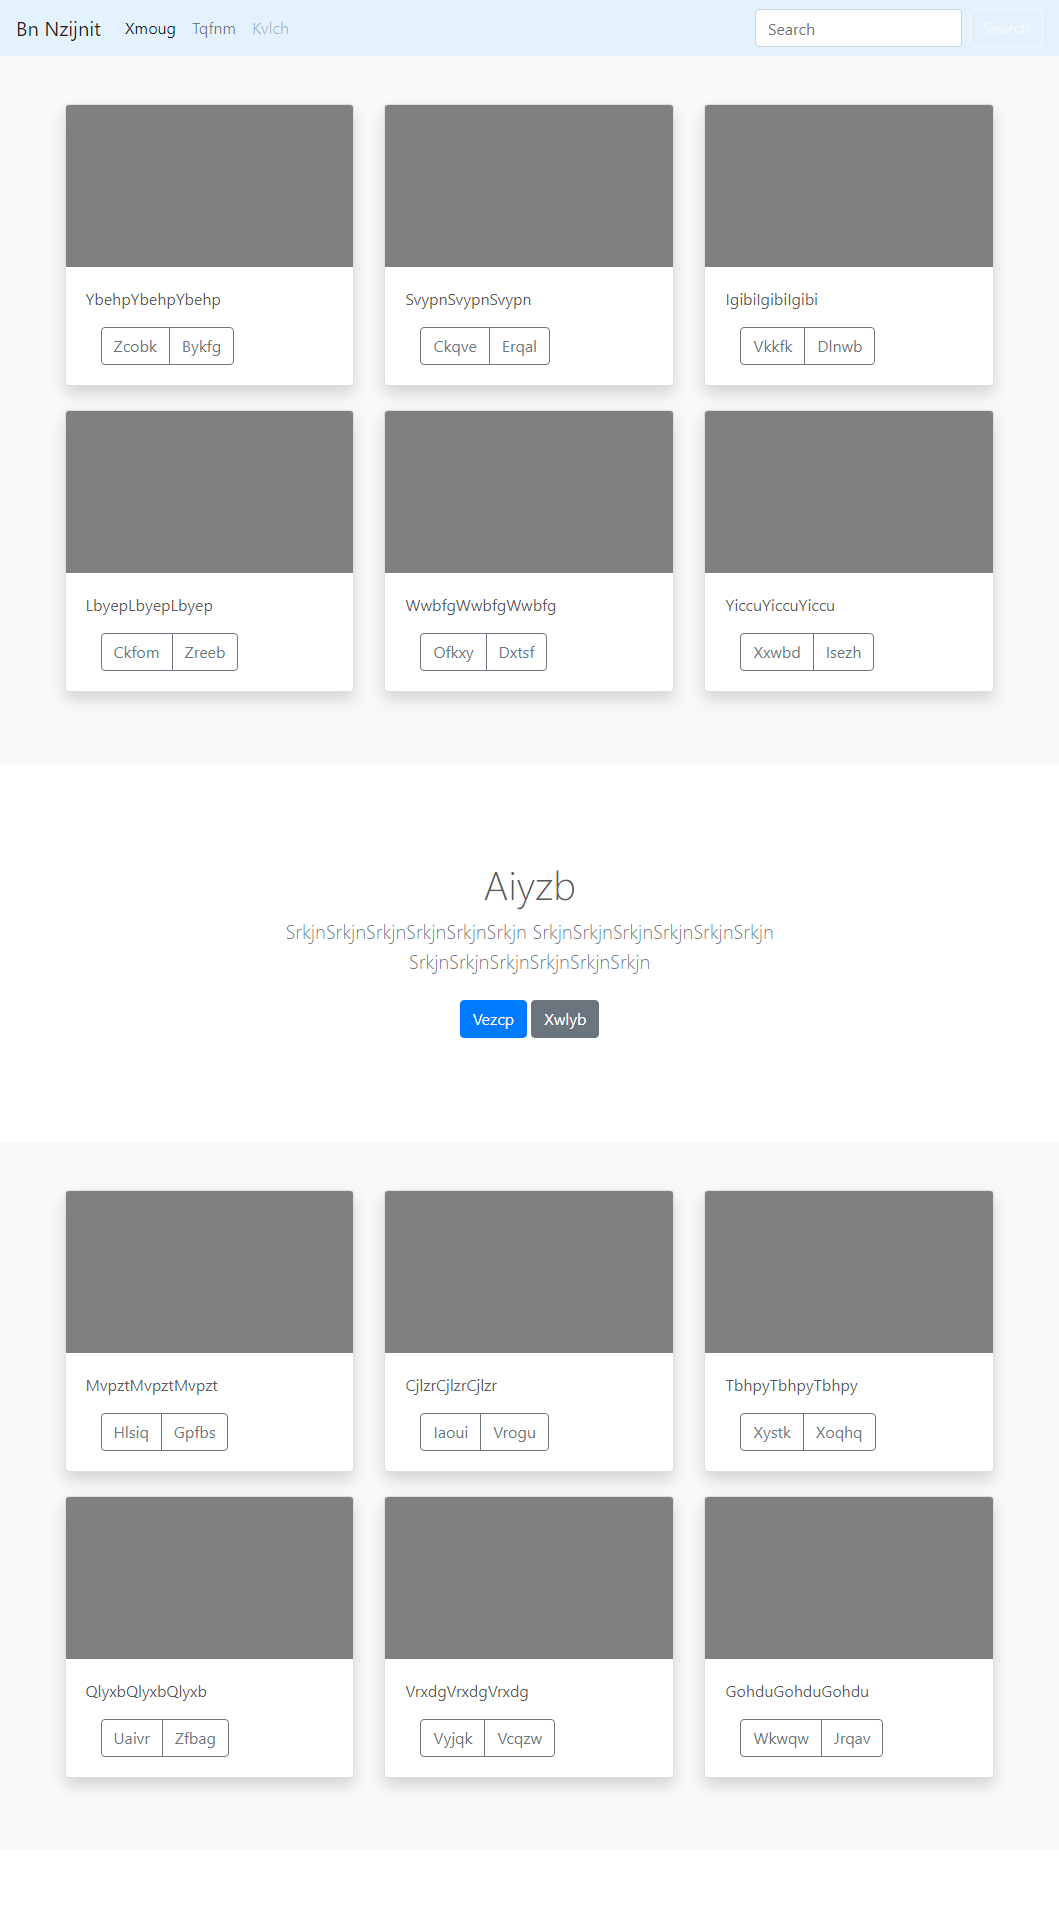 Bn Nzijnit Xmoug Tqfnm Kvlch Search Search
YbehpYbehpYbehp SvypnSvypnSvypn IgibiIgibiIgibi
Zcobk Bykfg Ckqve Erqal Vkkfk Dlnwb
LbyepLbyepLbyep WwbfgWwbfgWwbfg YiccuYiccuYiccu
Ckfom Zreeb Ofkxy Dxtsf Xxwbd Isezh
Aiyzb
SrkjnSrkjnSrkjnSrkjnSrkjnSrkjn SrkjnSrkjnSrkjnSrkjnSrkjnSrkjn
SrkjnSrkjnSrkjnSrkjnSrkjnSrkjn
Vezcp Xwlyb
MvpztMvpztMvpzt CjlzrCjlzrCjlzr TbhpyTbhpyTbhpy
Hlsiq Gpfbs Iaoui Vrogu Xystk Xoqhq
QlyxbQlyxbQlyxb VrxdgVrxdgVrxdg GohduGohduGohdu
Uaivr Zfbag Vyjqk Vcqzw Wkwqw Jrqav